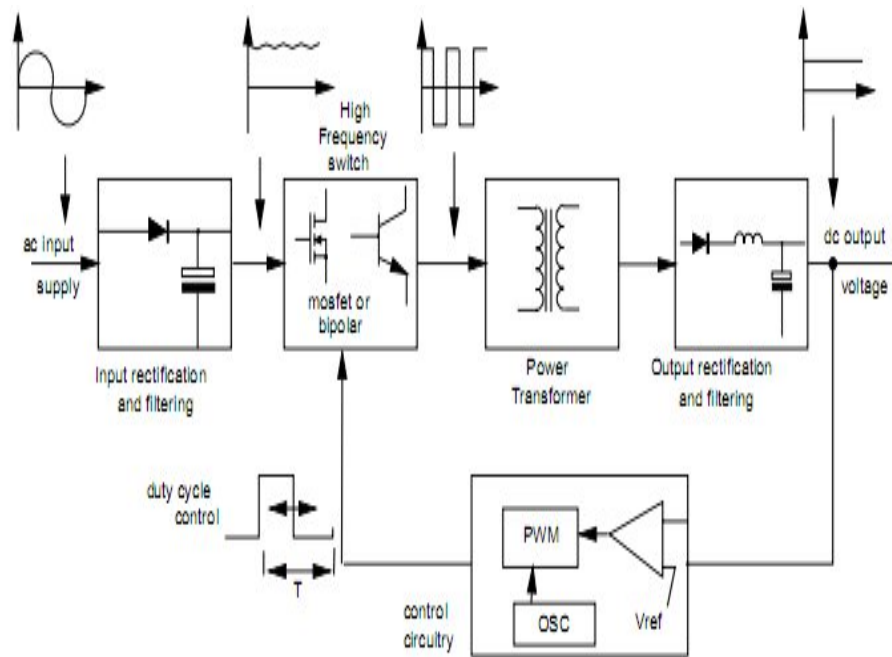 High
Frequency
switch
ac input
supply
mosfet or
bipolar
dc output
voltage
Input rectification
and filtering
Power
Transformer
Output rectification
and filtering
duty cycle
control
T
PWM
OSC
Vref
control
circuitry